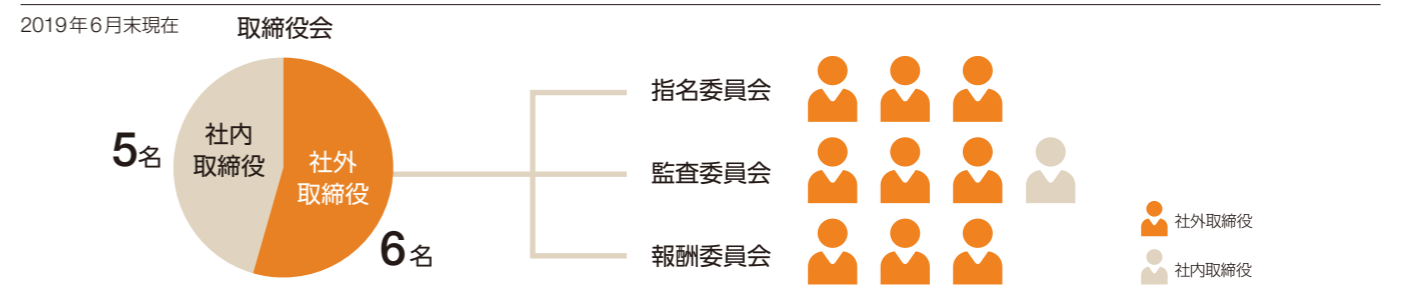 2019年6月末現在
取締役会
5名
社内
取締役
社外
取締役
6名
指名委員会
監査委員会
報酬委員会
社外取締役
社内取締役